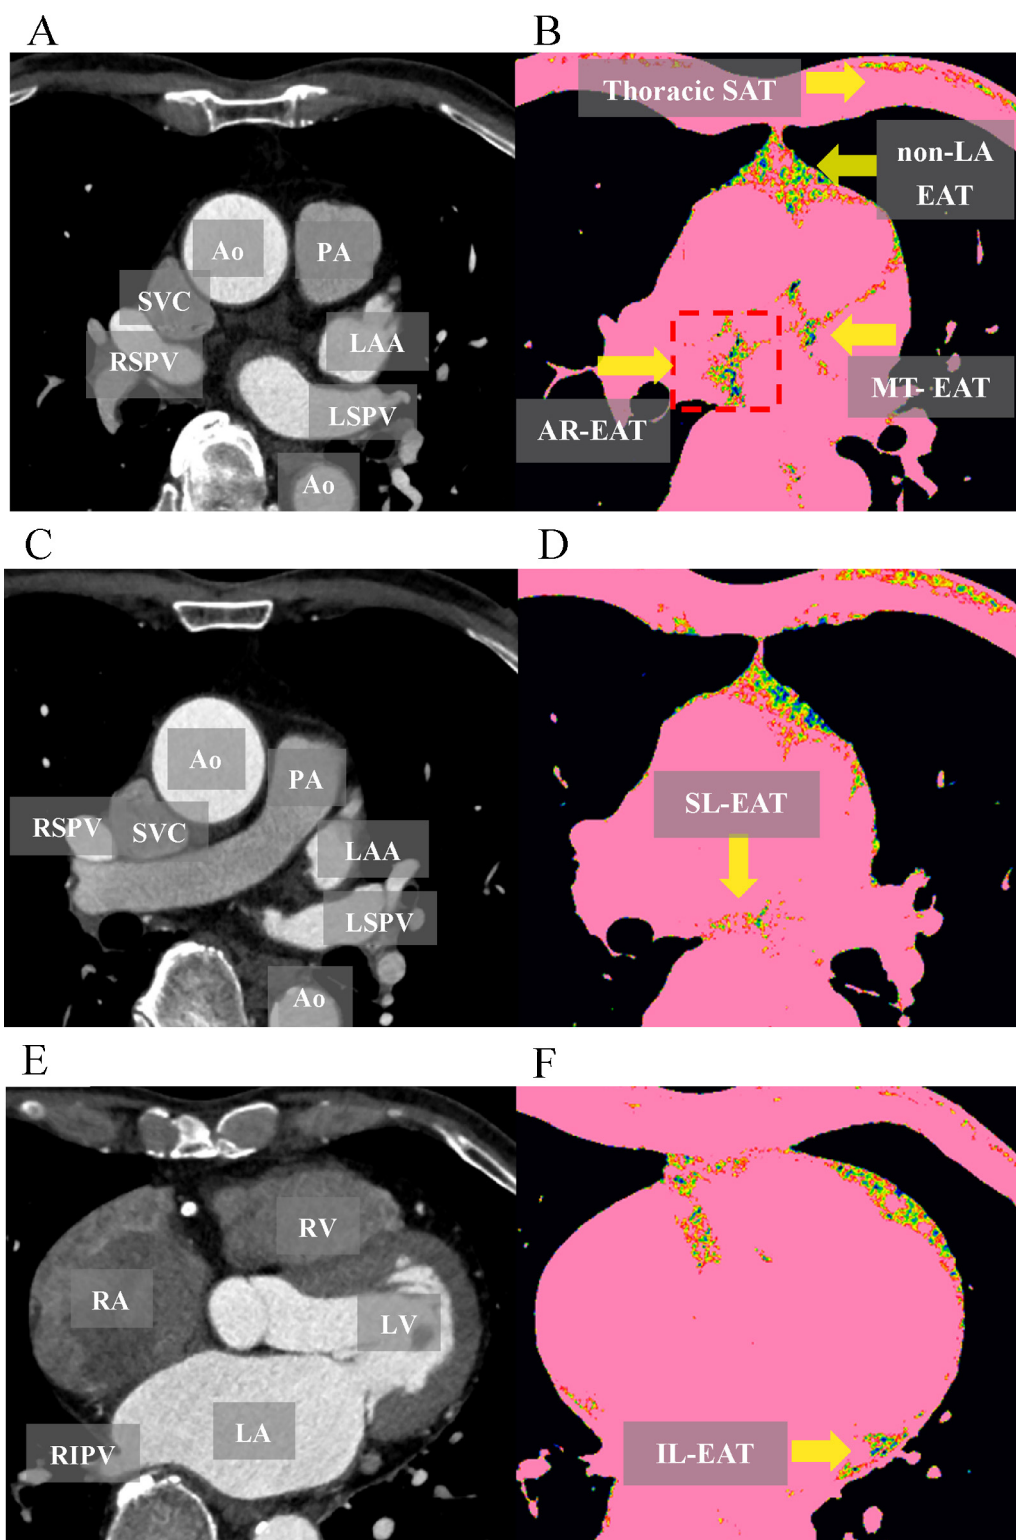 A
B
Thoracic SAT
non-LA
EAT
Ao
PA
SVC
LAA
RSPV
LSPV
MT- EAT
AR-EAT
Ao
C
D
Ao
PA
SL-EAT
RSPV
SVC
LAA
LSPV
Ao
E
F
RV
RA
LV
LA
RIPV
IL-EAT